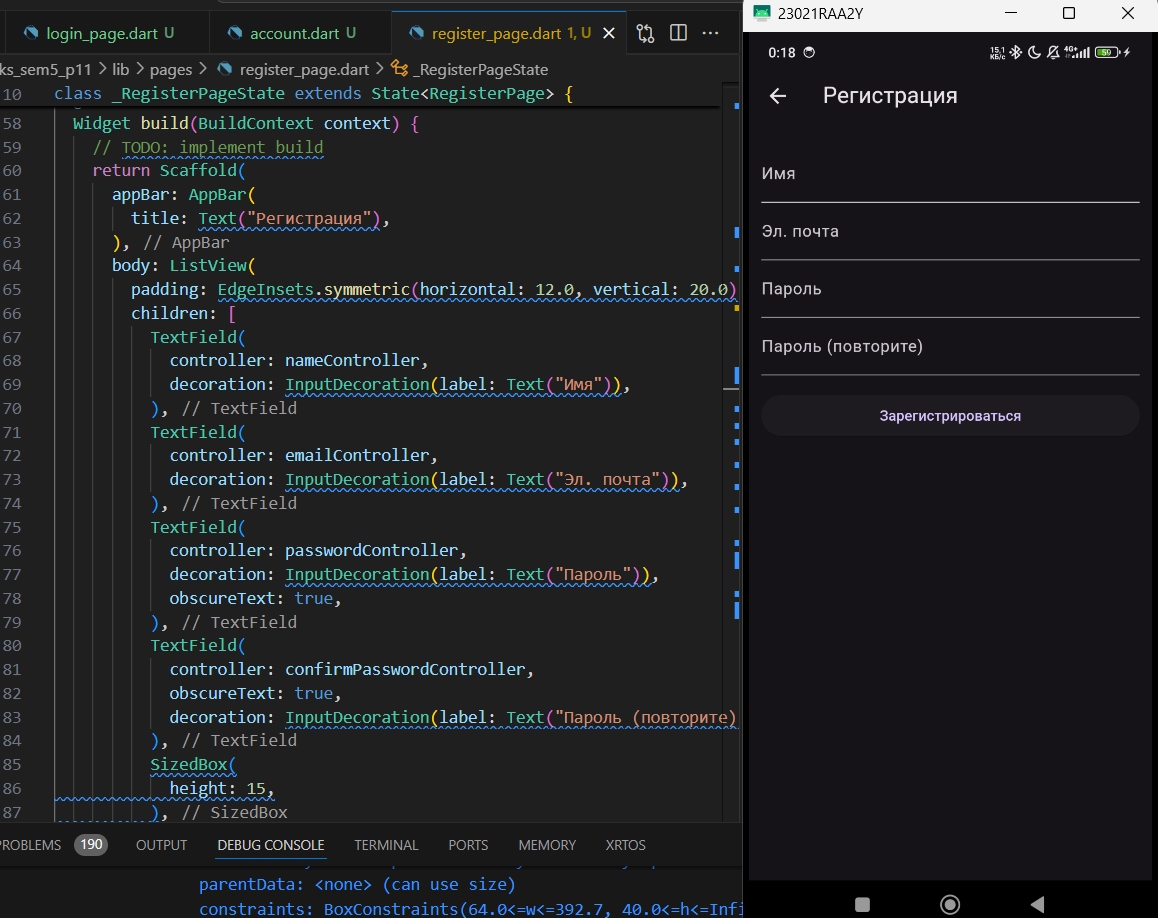 login_page.dart U
account.dart U
register_page.dart 1, U
ks_sem5_p11 > lib > pages > register_page.dart > _RegisterPageState
10 class _RegisterPageState extends State<RegisterPage> {
58 Widget build(BuildContext context) {
59 // TODO: implement build
60 return Scaffold(
61 appBar: AppBar(
62 title: Text("Регистрация"),
63 ), // AppBar
64 body: ListView(
65 padding: EdgeInsets.symmetric(horizontal: 12.0, vertical: 20.0)
66 children: [
67 TextField(
68 controller: nameController,
69 decoration: InputDecoration(label: Text("Имя")),
70 ), // TextField
71 TextField(
72 controller: emailController,
73 decoration: InputDecoration(label: Text("Эл. почта")),
74 ), // TextField
75 TextField(
76 controller: passwordController,
77 decoration: InputDecoration(label: Text("Пароль")),
78 obscureText: true,
79 ), // TextField
80 TextField(
81 controller: confirmPasswordController,
82 obscureText: true,
83 decoration: InputDecoration(label: Text("Пароль (повторите)
84 ), // TextField
85 SizedBox(
86 height: 15,
87 ), // SizedBox
PROBLEMS 190 OUTPUT DEBUG CONSOLE TERMINAL PORTS MEMORY XRTOS
parentData: <none> (can use size)
constraints: BoxConstraints(64.0<=w<=392.7, 40.0<=h<=Infi
23021RAA2Y
0:18 15.1 КБ/с 4G+ 59
Регистрация
Имя
Эл. почта
Пароль
Пароль (повторите)
Зарегистрироваться